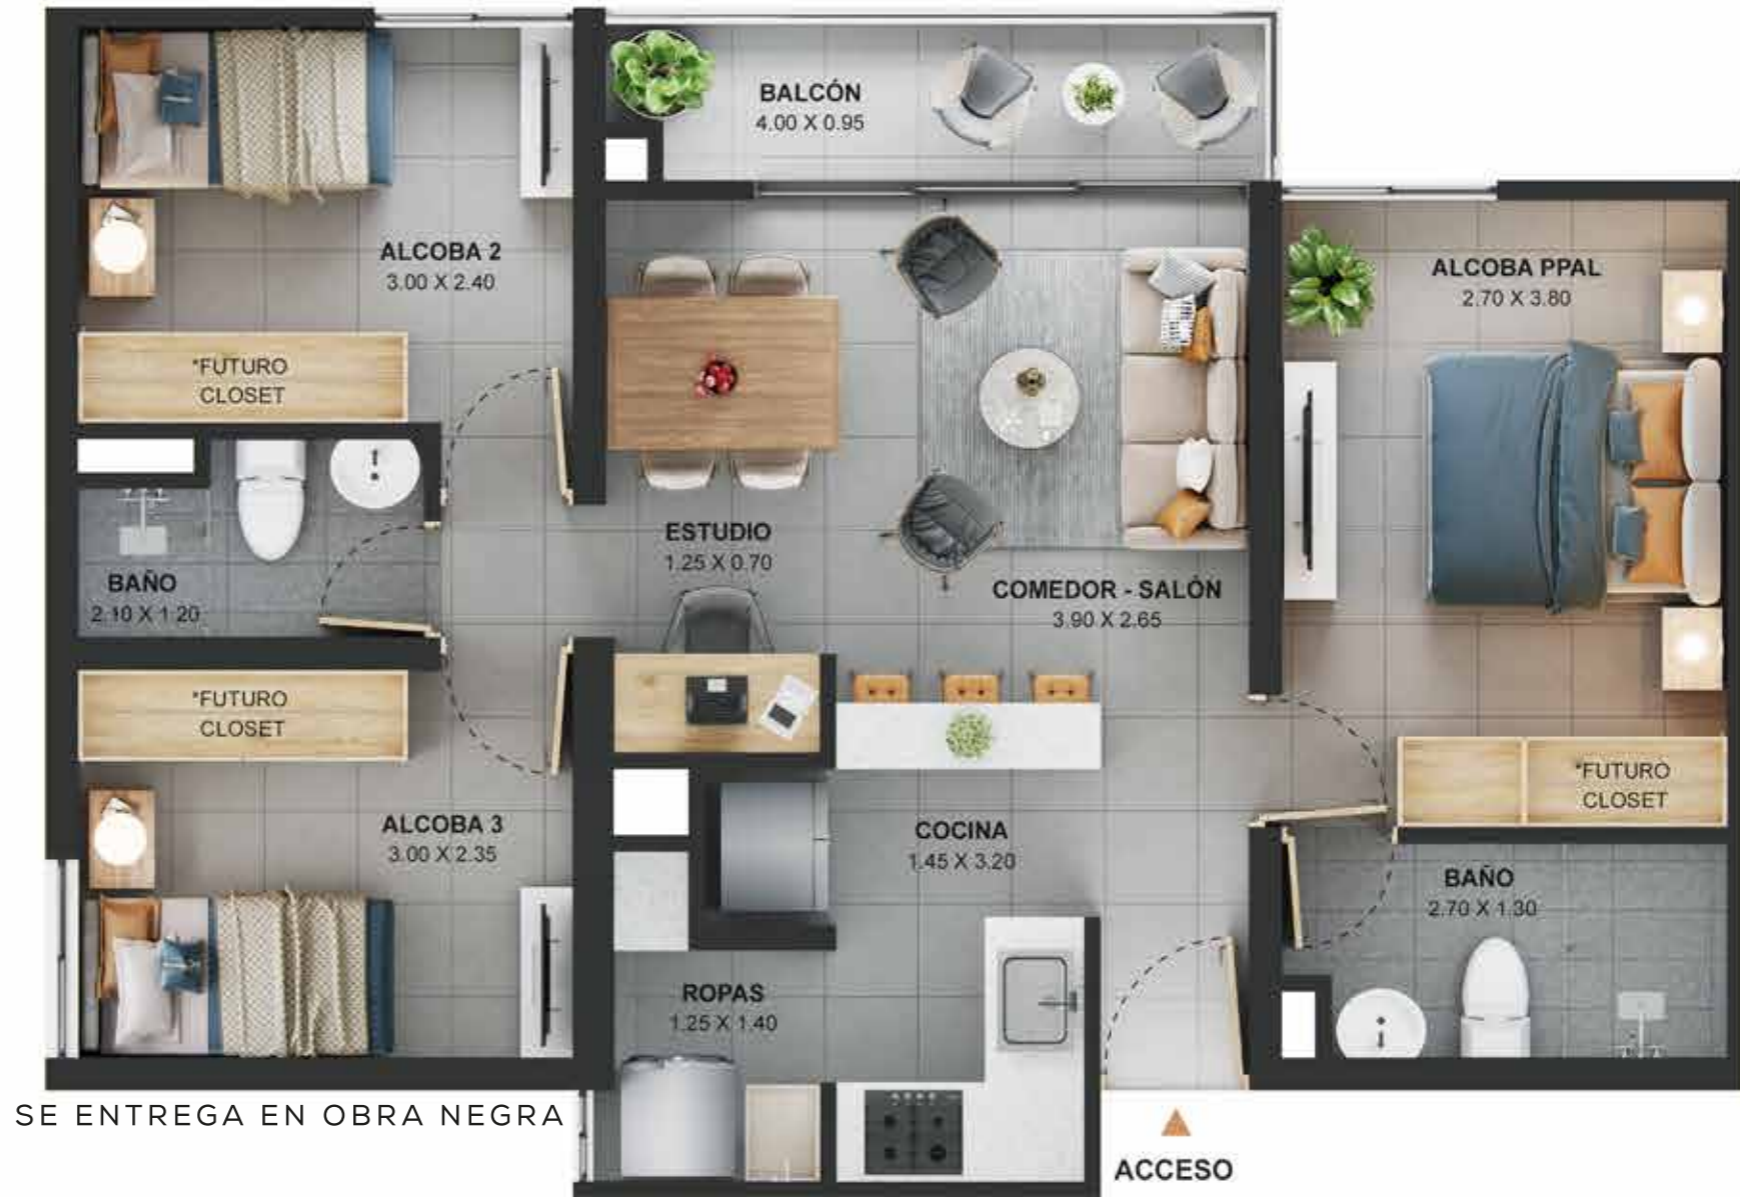 BALCÓN
4.00 X 0.95
ALCOBA 2
3.00 X 2.40
ALCOBA PPAL
2.70 X 3.80
*FUTURO
CLOSET
ESTUDIO
1.25 X 0.70
BAÑO
2.10 X 1.20
COMEDOR - SALÓN
3.90 X 2.65
*FUTURO
CLOSET
*FUTURO
CLOSET
ALCOBA 3
3.00 X 2.35
COCINA
1.45 X 3.20
BAÑO
2.70 X 1.30
ROPAS
1.25 X 1.40
SE ENTREGA EN OBRA NEGRA
ACCESO